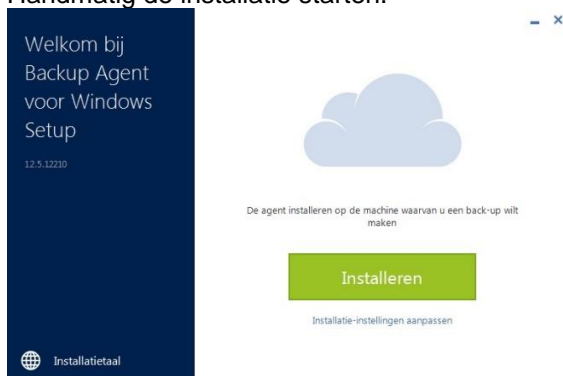 Handmatig de installatie starten.
Welkom bij
Backup Agent
voor Windows
Setup
12.5.12210
De agent installeren op de machine waarvan u een back-up wilt
maken
Installeren
Installatie-instellingen aanpassen
Installatietaal